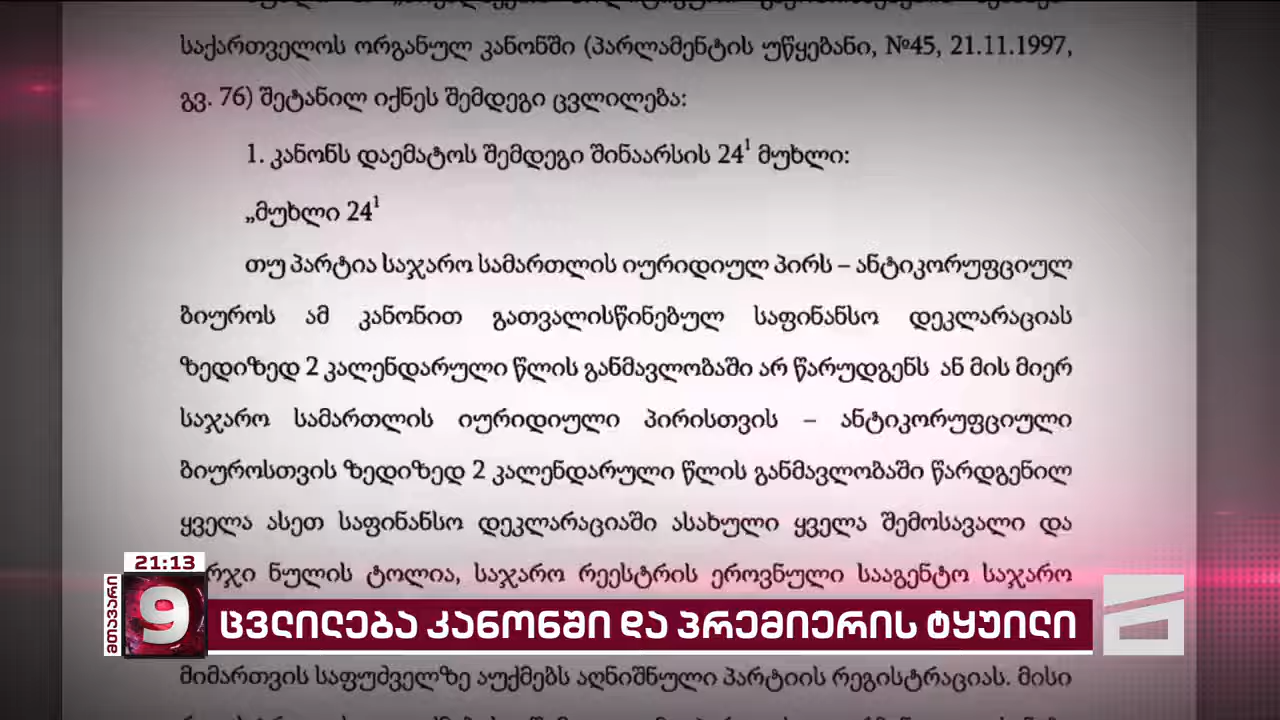 საქართველოს ორგანულ კანონში (პარლამენტის უწყებანი, №45, 21.11.1997,
გვ. 76) შეტანილ იქნეს შემდეგი ცვლილება:
1. კანონს დაემატოს შემდეგი შინაარსის 24¹ მუხლი:
„მუხლი 24¹
თუ პარტია საჯარო სამართლის იურიდიულ პირს – ანტიკორუფციულ
ბიუროს ამ კანონით გათვალისწინებულ საფინანსო დეკლარაციას
ზედიზედ 2 კალენდარული წლის განმავლობაში არ წარუდგენს ან მის მიერ
საჯარო სამართლის იურიდიული პირისთვის – ანტიკორუფციული
ბიუროსთვის ზედიზედ 2 კალენდარული წლის განმავლობაში წარდგენილ
ყველა ასეთ საფინანსო დეკლარაციაში ასახული ყველა შემოსავალი და
ნულის ტოლია, საჯარო რეესტრის ეროვნული სააგენტო საჯარო
მიმართვის საფუძველზე აუქმებს აღნიშნული პარტიის რეგისტრაციას. მისი
21:13
მთავარი
9
ცვლილება კანონში და პრემიერის ტყუილი